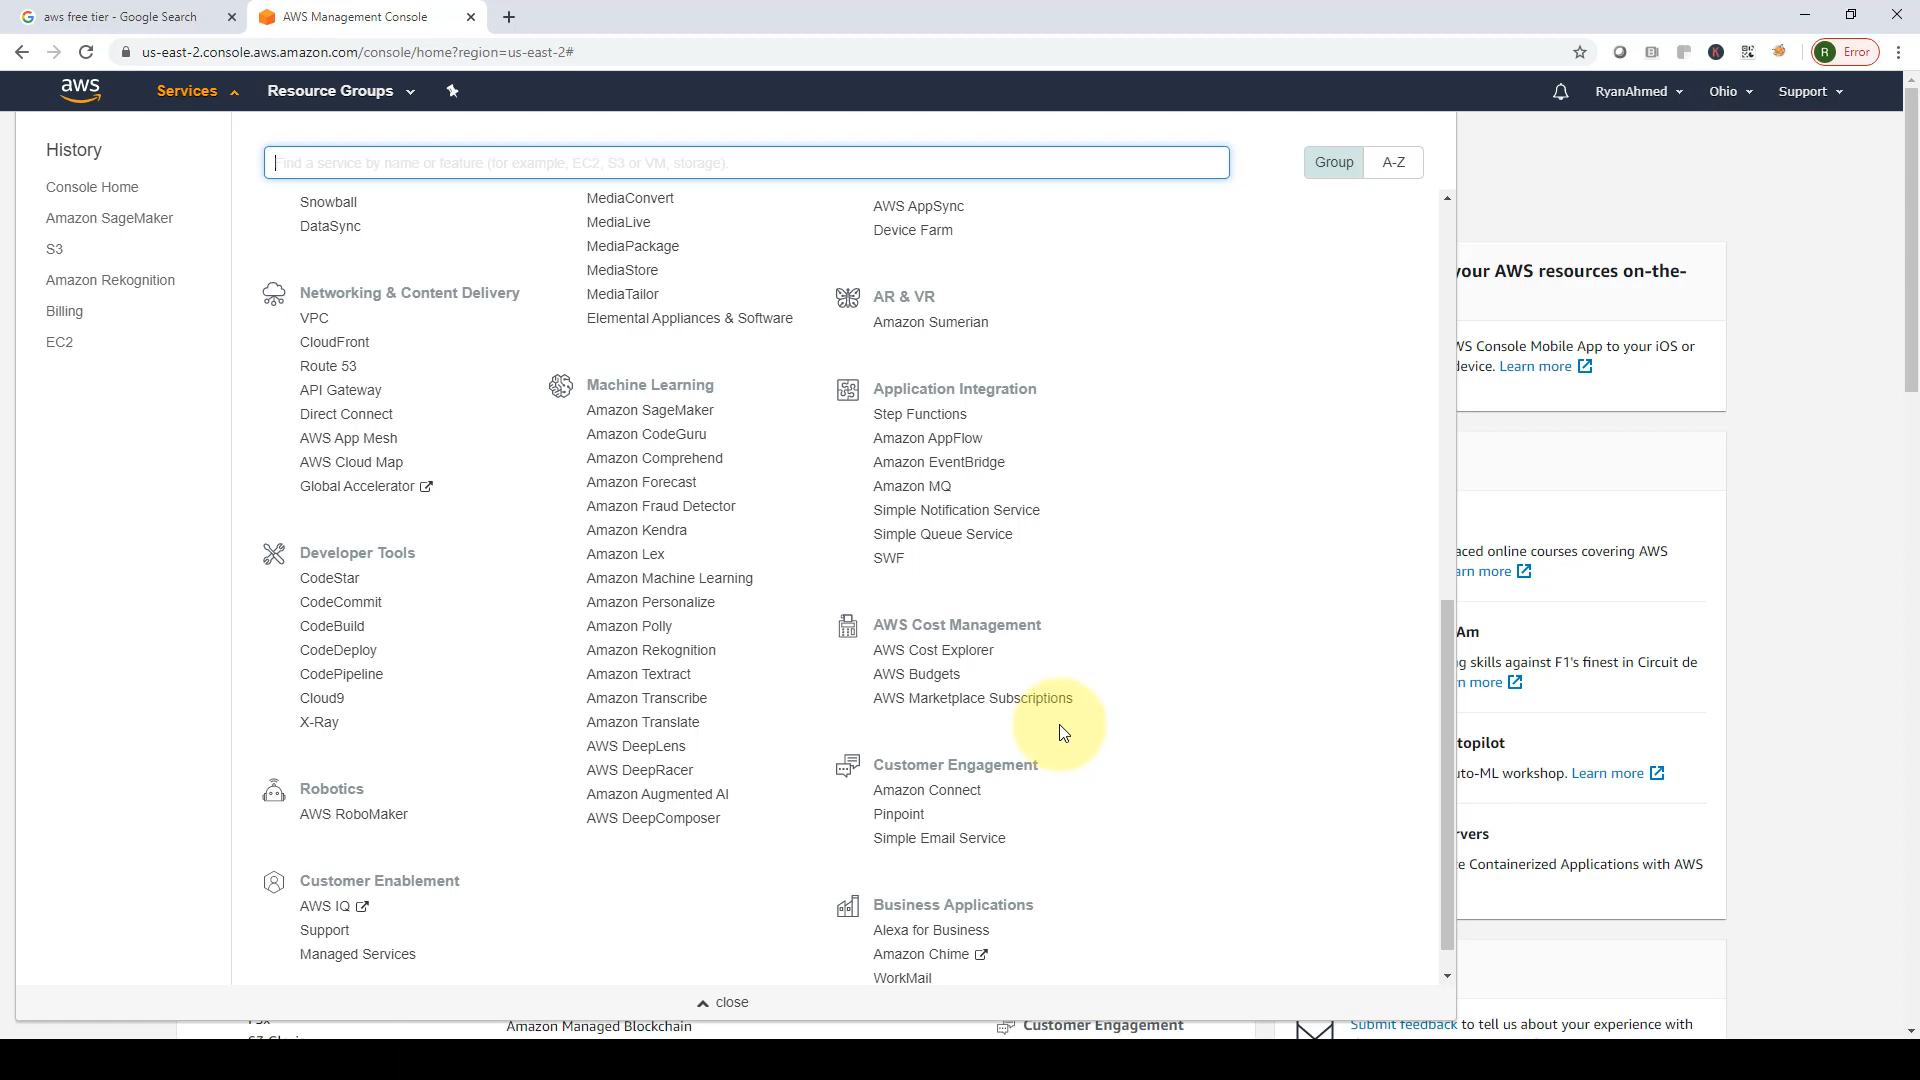 aws free tier - Google Search
AWS Management Console
us-east-2.console.aws.amazon.com/console/home?region=us-east-2#
R Error
aws
Services
Resource Groups
RyanAhmed
Ohio
Support
History
Console Home
Amazon SageMaker
S3
Amazon Rekognition
Billing
EC2
Find a service by name or feature (for example, EC2, S3 or VM, storage).
Group
A-Z
Snowball
DataSync
Networking & Content Delivery
VPC
CloudFront
Route 53
API Gateway
Direct Connect
AWS App Mesh
AWS Cloud Map
Global Accelerator
Developer Tools
CodeStar
CodeCommit
CodeBuild
CodeDeploy
CodePipeline
Cloud9
X-Ray
Robotics
AWS RoboMaker
Customer Enablement
AWS IQ
Support
Managed Services
MediaConvert
MediaLive
MediaPackage
MediaStore
MediaTailor
Elemental Appliances & Software
Machine Learning
Amazon SageMaker
Amazon CodeGuru
Amazon Comprehend
Amazon Forecast
Amazon Fraud Detector
Amazon Kendra
Amazon Lex
Amazon Machine Learning
Amazon Personalize
Amazon Polly
Amazon Rekognition
Amazon Textract
Amazon Transcribe
Amazon Translate
AWS DeepLens
AWS DeepRacer
Amazon Augmented AI
AWS DeepComposer
AWS AppSync
Device Farm
AR & VR
Amazon Sumerian
Application Integration
Step Functions
Amazon AppFlow
Amazon EventBridge
Amazon MQ
Simple Notification Service
Simple Queue Service
SWF
AWS Cost Management
AWS Cost Explorer
AWS Budgets
AWS Marketplace Subscriptions
Customer Engagement
Amazon Connect
Pinpoint
Simple Email Service
Business Applications
Alexa for Business
Amazon Chime
WorkMail
close
your AWS resources on-the-
WS Console Mobile App to your iOS or
device. Learn more
aced online courses covering AWS
arn more
Am
g skills against F1's finest in Circuit de
n more
topilot
uto-ML workshop. Learn more
rvers
e Containerized Applications with AWS
Amazon Managed Blockchain
Customer Engagement
Submit feedback to tell us about your experience with